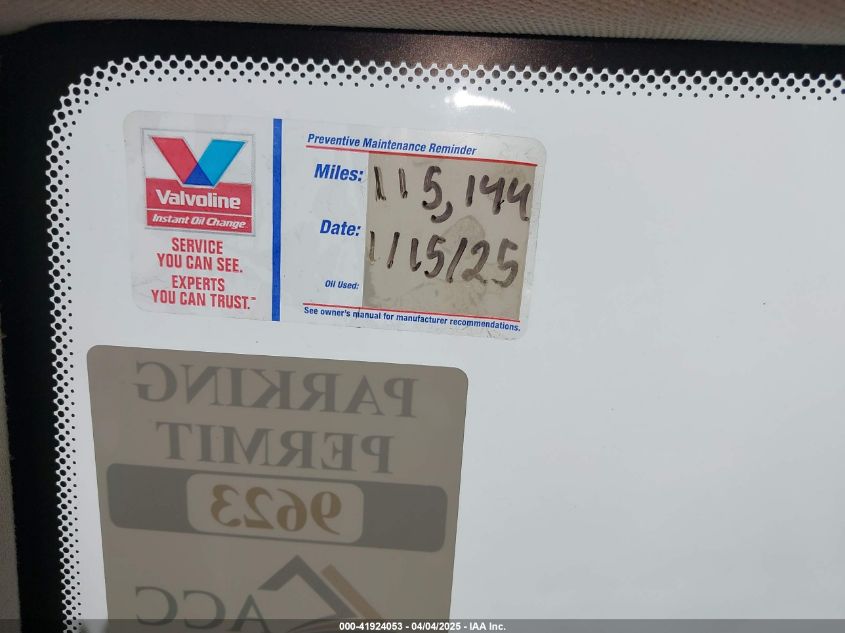 Valvoline
Instant Oil Change
SERVICE
YOU CAN SEE.
EXPERTS
YOU CAN TRUST.™
Preventive Maintenance Reminder
Miles: 115,144
Date: 1/15/25
Oil Used:
See owner's manual for manufacturer recommendations.
PARKING
PERMIT
9623
ACC
000-41924053 - 04/04/2025 - IAA Inc.